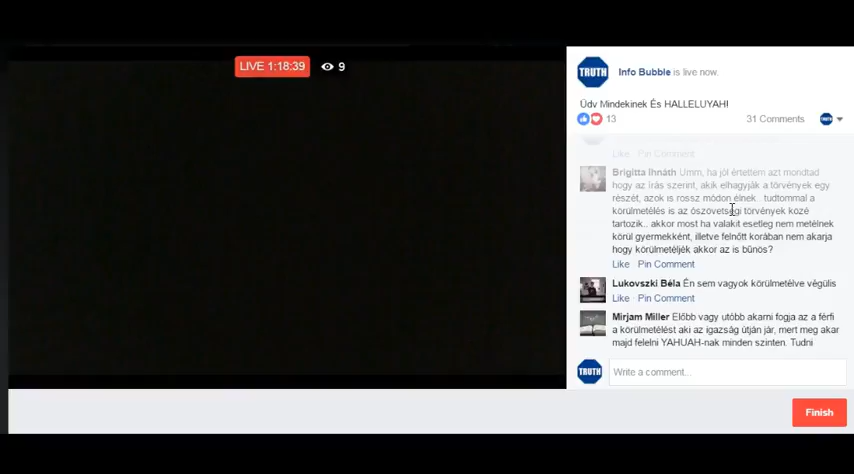 LIVE 1:18:39
9
TRUTH
Info Bubble is live now.
Üdv Mindekinek És HALLELUYAH!
13
31 Comments
TRUTH
Like Pin Comment
Brigitta Ihnáth Umm, ha jól értettem azt mondtad
hogy az írás szerint, akik elhagyják a törvények egy
részét, azok is rossz módon élnek.. tudtommal a
körülmetélés is az ószövetségi törvények közé
tartozik.. akkor most ha valakit esetleg nem metélnek
körül gyermekként, illetve felnőtt korában nem akarja
hogy körülmetéljék akkor az is bűnös?
Like Pin Comment
Lukovszki Béla Én sem vagyok körülmetélve végülis
Like Pin Comment
Mirjam Miller Előbb vagy utóbb akarni fogja az a férfi
a körülmetélést aki az igazság útján jár, mert meg akar
majd felelni YAHUAH-nak minden szinten. Tudni
TRUTH
Write a comment...
Finish